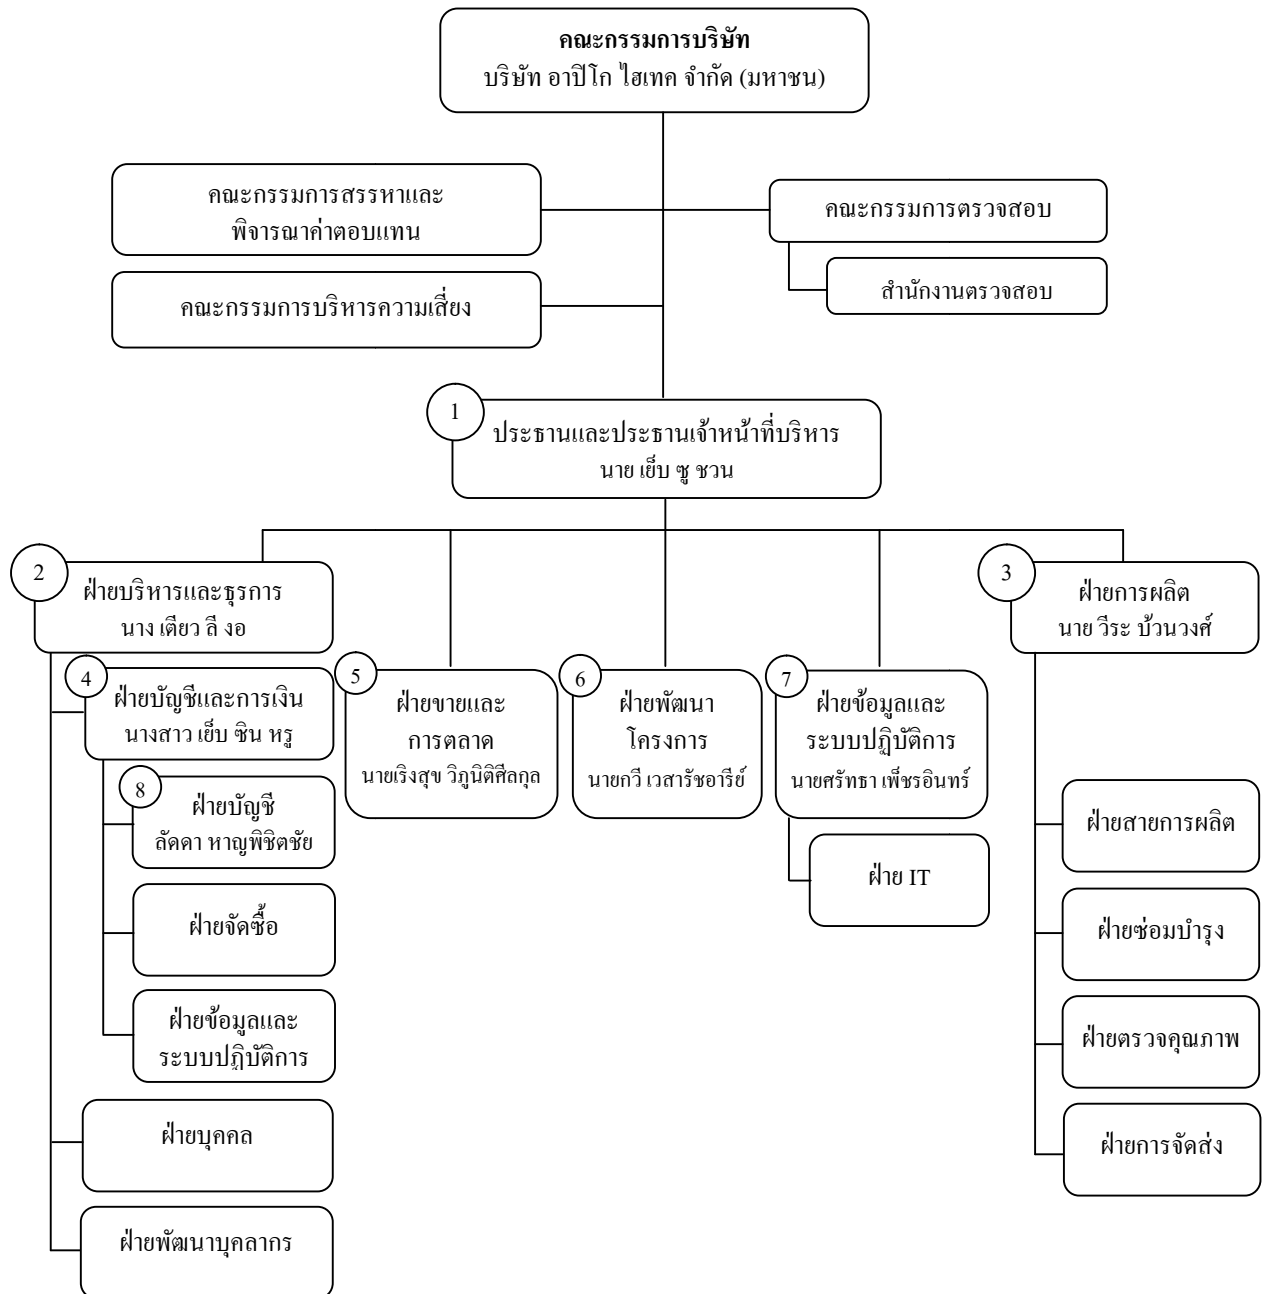 คณะกรรมการบริษัท
บริษัท อาปิโก ไฮเทค จำกัด (มหาชน)
คณะกรรมการสรรหาและ
พิจารณาค่าตอบแทน
คณะกรรมการตรวจสอบ
สำนักงานตรวจสอบ
คณะกรรมการบริหารความเสี่ยง
1
ประธานและประธานเจ้าหน้าที่บริหาร
นาย เย็บ ซู ชวน
2
ฝ่ายบริหารและธุรการ
นาง เตียว ลี งอ
3
ฝ่ายการผลิต
นาย วีระ บ้วนวงศ์
4
ฝ่ายบัญชีและการเงิน
นางสาว เย็บ ซิน หรู
5
ฝ่ายขายและ
การตลาด
นายเริงสุข วิภูนิติศีลกุล
6
ฝ่ายพัฒนา
โครงการ
นายกวี เวสารัชอารีย์
7
ฝ่ายข้อมูลและ
ระบบปฏิบัติการ
นายศรัทธา เพ็ชรอินทร์
8
ฝ่ายบัญชี
ลัดดา หาญพิชิตชัย
ฝ่ายจัดซื้อ
ฝ่ายข้อมูลและ
ระบบปฏิบัติการ
ฝ่ายบุคคล
ฝ่ายพัฒนาบุคลากร
ฝ่าย IT
ฝ่ายสายการผลิต
ฝ่ายซ่อมบำรุง
ฝ่ายตรวจคุณภาพ
ฝ่ายการจัดส่ง